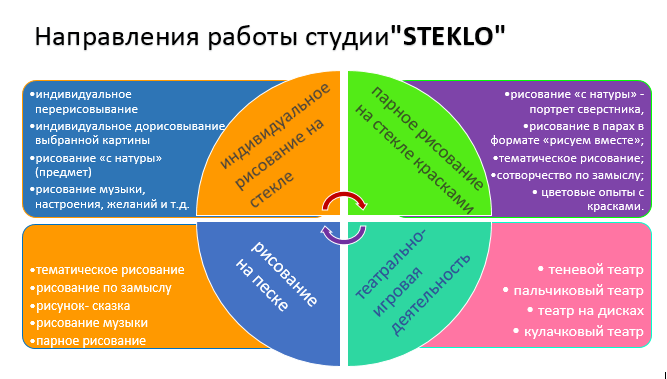 Направления работы студии"STEKLO"
•индивидуальное
перерисовывание
•индивидуальное дорисовывание
выбранной картины
•рисование «с натуры»
(предмет)
•рисование музыки,
настроения, желаний и т.д.
индивидуальное
рисование на
стекле
парное рисование
на стекле красками
•рисование «с натуры» -
портрет сверстника,
•рисование в парах в
формате «рисуем вместе»;
•тематическое рисование;
•сотворчество по замыслу;
• цветовые опыты с
красками.
•тематическое рисование
•рисование по замыслу
•рисунок- сказка
•рисование музыки
•парное рисование
рисование
на песке
театрально-
игровая
деятельность
• теневой театр
• пальчиковый театр
• театр на дисках
• кулачковый театр